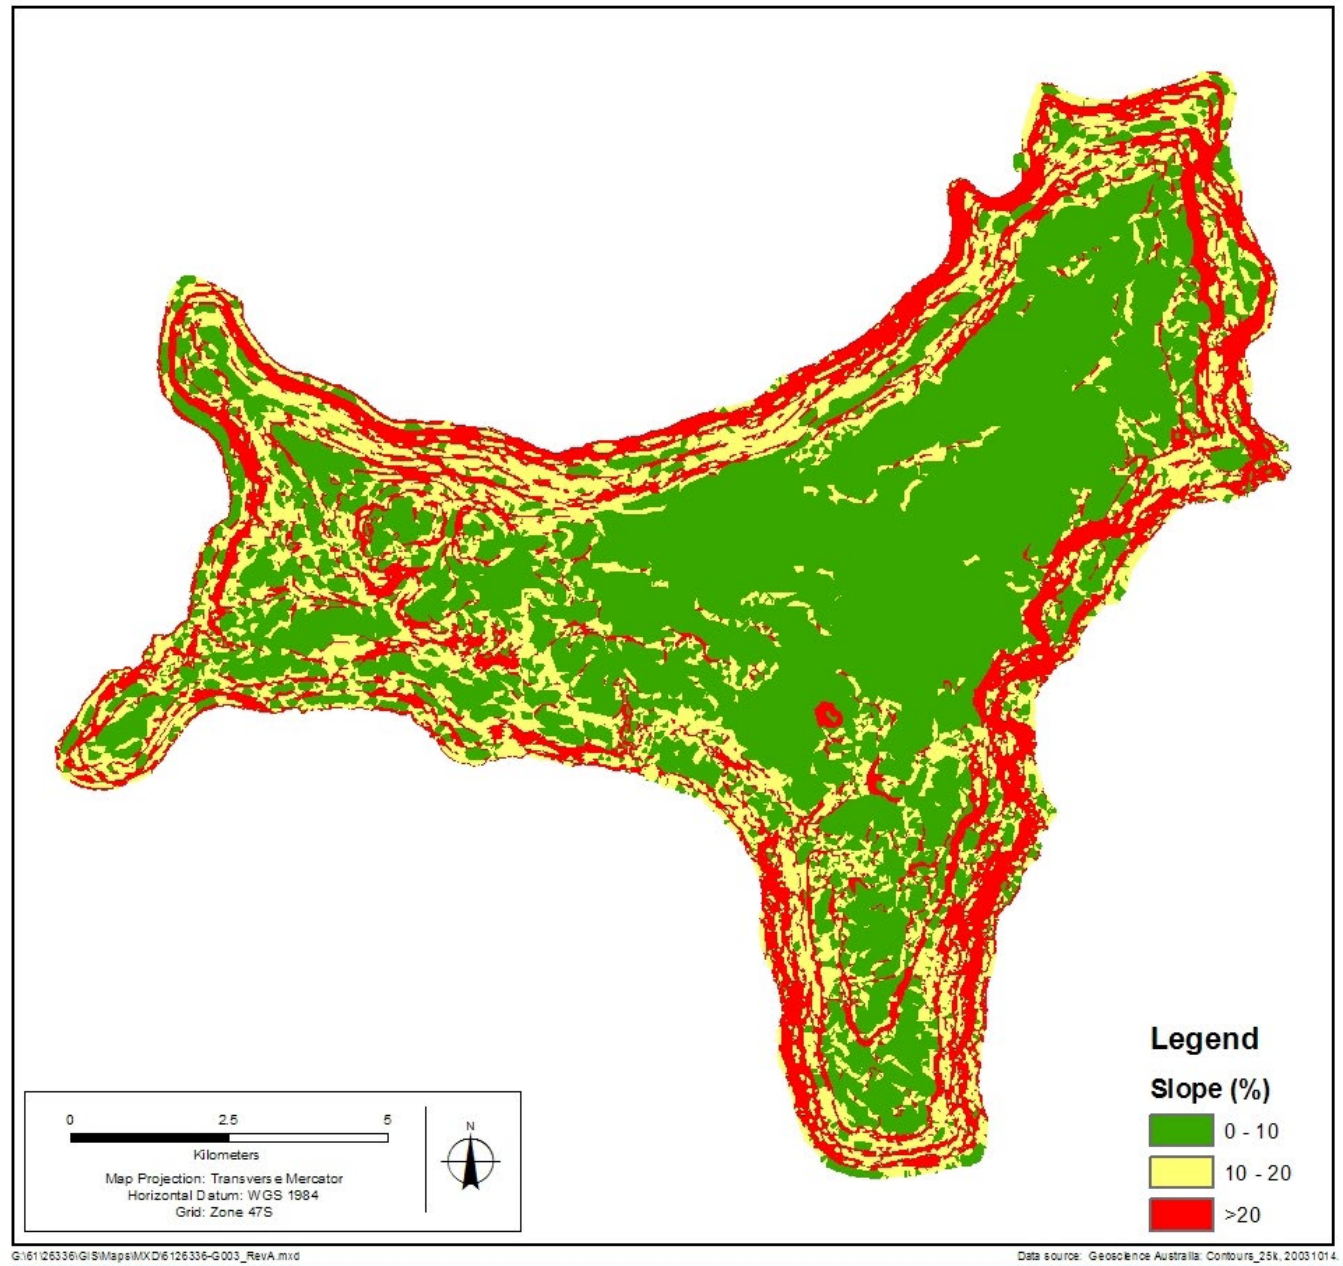 Legend
Slope (%)
0 - 10
10 - 20
>20
0 2.5 5
Kilometers
N
Map Projection: Transverse Mercator
Horizontal Datum: WGS 1984
Grid: Zone 47S
G:\61\26336\GIS\Maps\MXD\6126336-G003_RevA.mxd
Data source: Geoscience Australia: Contours_25k, 20031014.